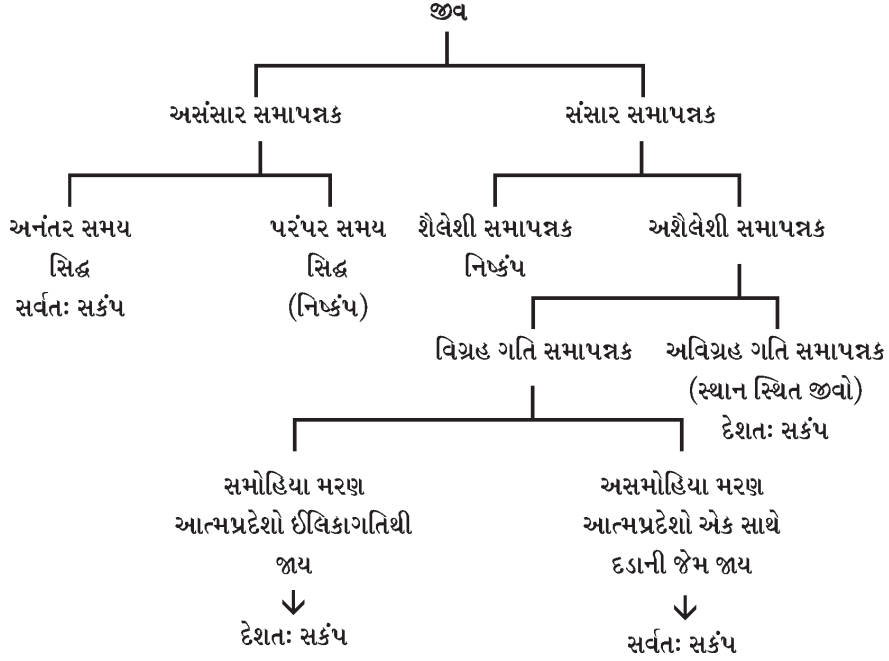 જીવ
અસંસાર સમાપન્નક
સંસાર સમાપન્નક
અનંતર સમય
સિદ્ધ
સર્વતઃ સકંપ
પરંપર સમય
સિદ્ધ
(નિષ્કંપ)
શૈલેશી સમાપન્નક
નિષ્કંપ
અશૈલેશી સમાપન્નક
વિગ્રહ ગતિ સમાપન્નક
અવિગ્રહ ગતિ સમાપન્નક
(સ્થાન સ્થિત જીવો)
દેશતઃ સકંપ
સમોહિયા મરણ
આત્મપ્રદેશો ઈલિકાગતિથી
જાય
દેશતઃ સકંપ
અસમોહિયા મરણ
આત્મપ્રદેશો એક સાથે
દડાની જેમ જાય
સર્વતઃ સકંપ